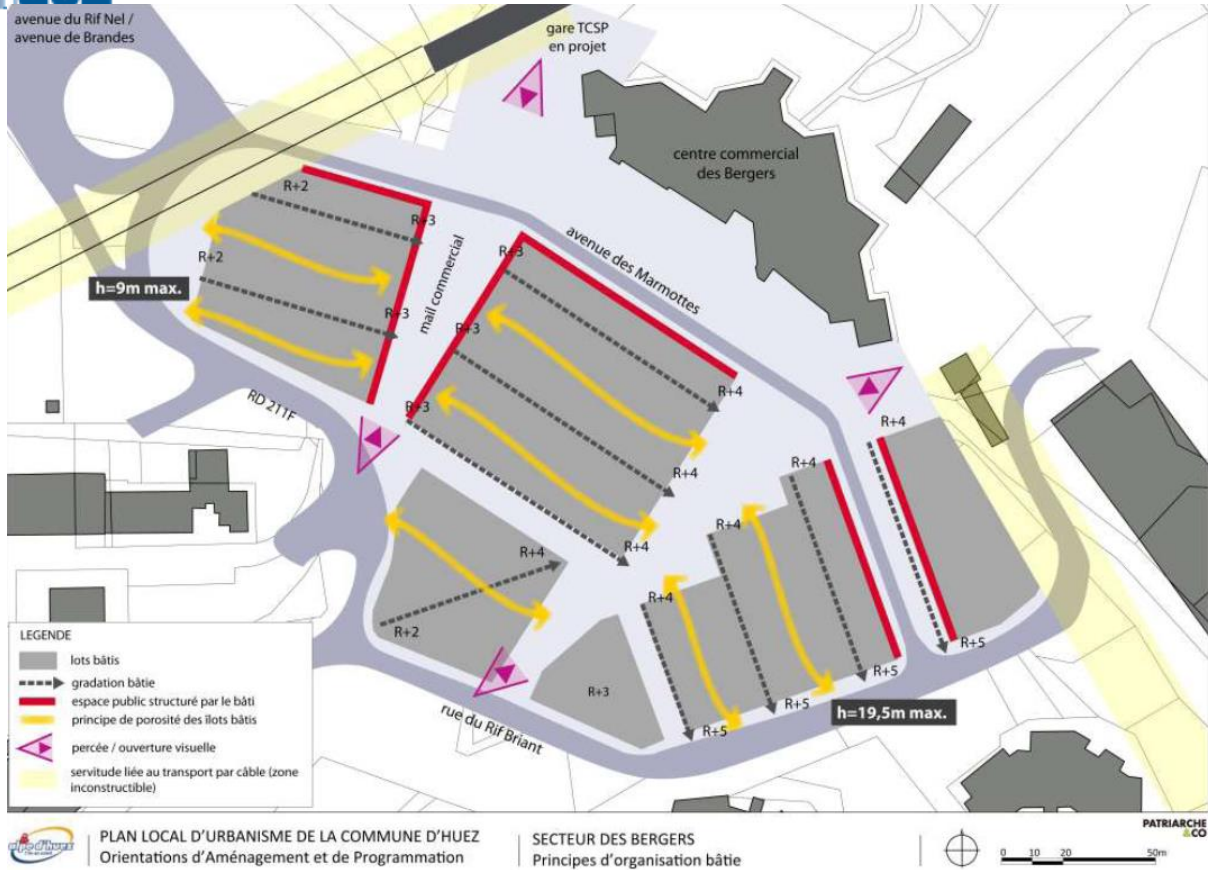 avenue du Rif Nel /
avenue de Brandes
gare TCSP
en projet
centre commercial
des Bergers
R+2
R+3
R+2
R+3
h=9m max.
mail commercial
avenue des Marmottes
R+3
R+3
R+3
R+4
R+4
R+4
RD 211F
R+4
R+2
R+3
R+4
R+4
R+4
R+5
R+5
R+5
R+4
R+5
h=19,5m max.
rue du Rif Briant
LEGENDE
lots bâtis
gradation bâtie
espace public structuré par le bâti
principe de porosité des îlots bâtis
percée / ouverture visuelle
servitude liée au transport par câble (zone
inconstructible)
alpe d'huez
PLAN LOCAL D'URBANISME DE LA COMMUNE D'HUEZ
Orientations d'Aménagement et de Programmation
SECTEUR DES BERGERS
Principes d'organisation bâtie
0 10 20 50m
PATRIARCHE
&CO